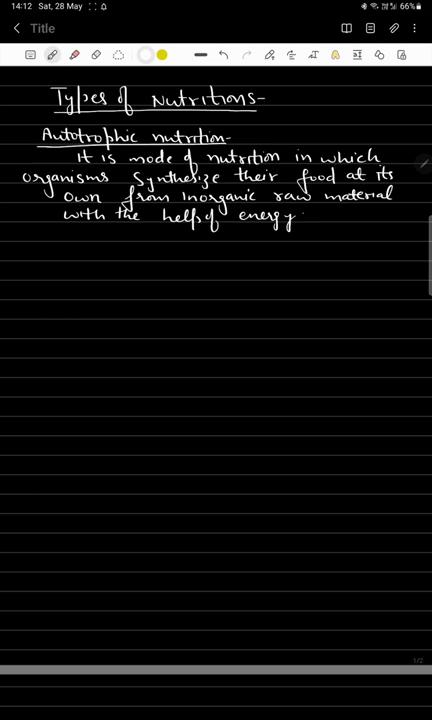 14:12 Sat, 28 May 66%
Title
Types of Nutritions-
Autotrophic nutrition-
It is mode of nutrition in which
organisms Synthesize their food at its
own from inorganic raw material
with the help of energy.
1/2